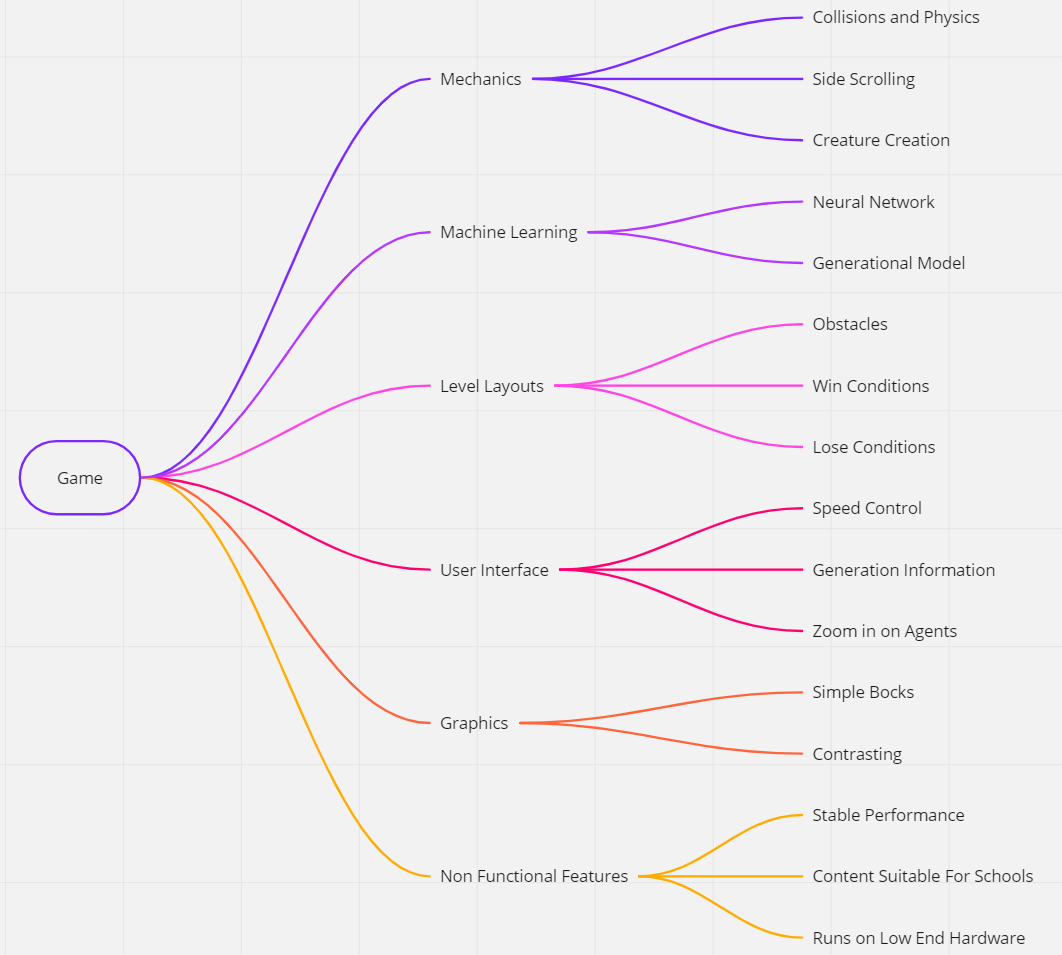 Game
Mechanics
Collisions and Physics
Side Scrolling
Creature Creation
Machine Learning
Neural Network
Generational Model
Level Layouts
Obstacles
Win Conditions
Lose Conditions
User Interface
Speed Control
Generation Information
Zoom in on Agents
Graphics
Simple Bocks
Contrasting
Non Functional Features
Stable Performance
Content Suitable For Schools
Runs on Low End Hardware